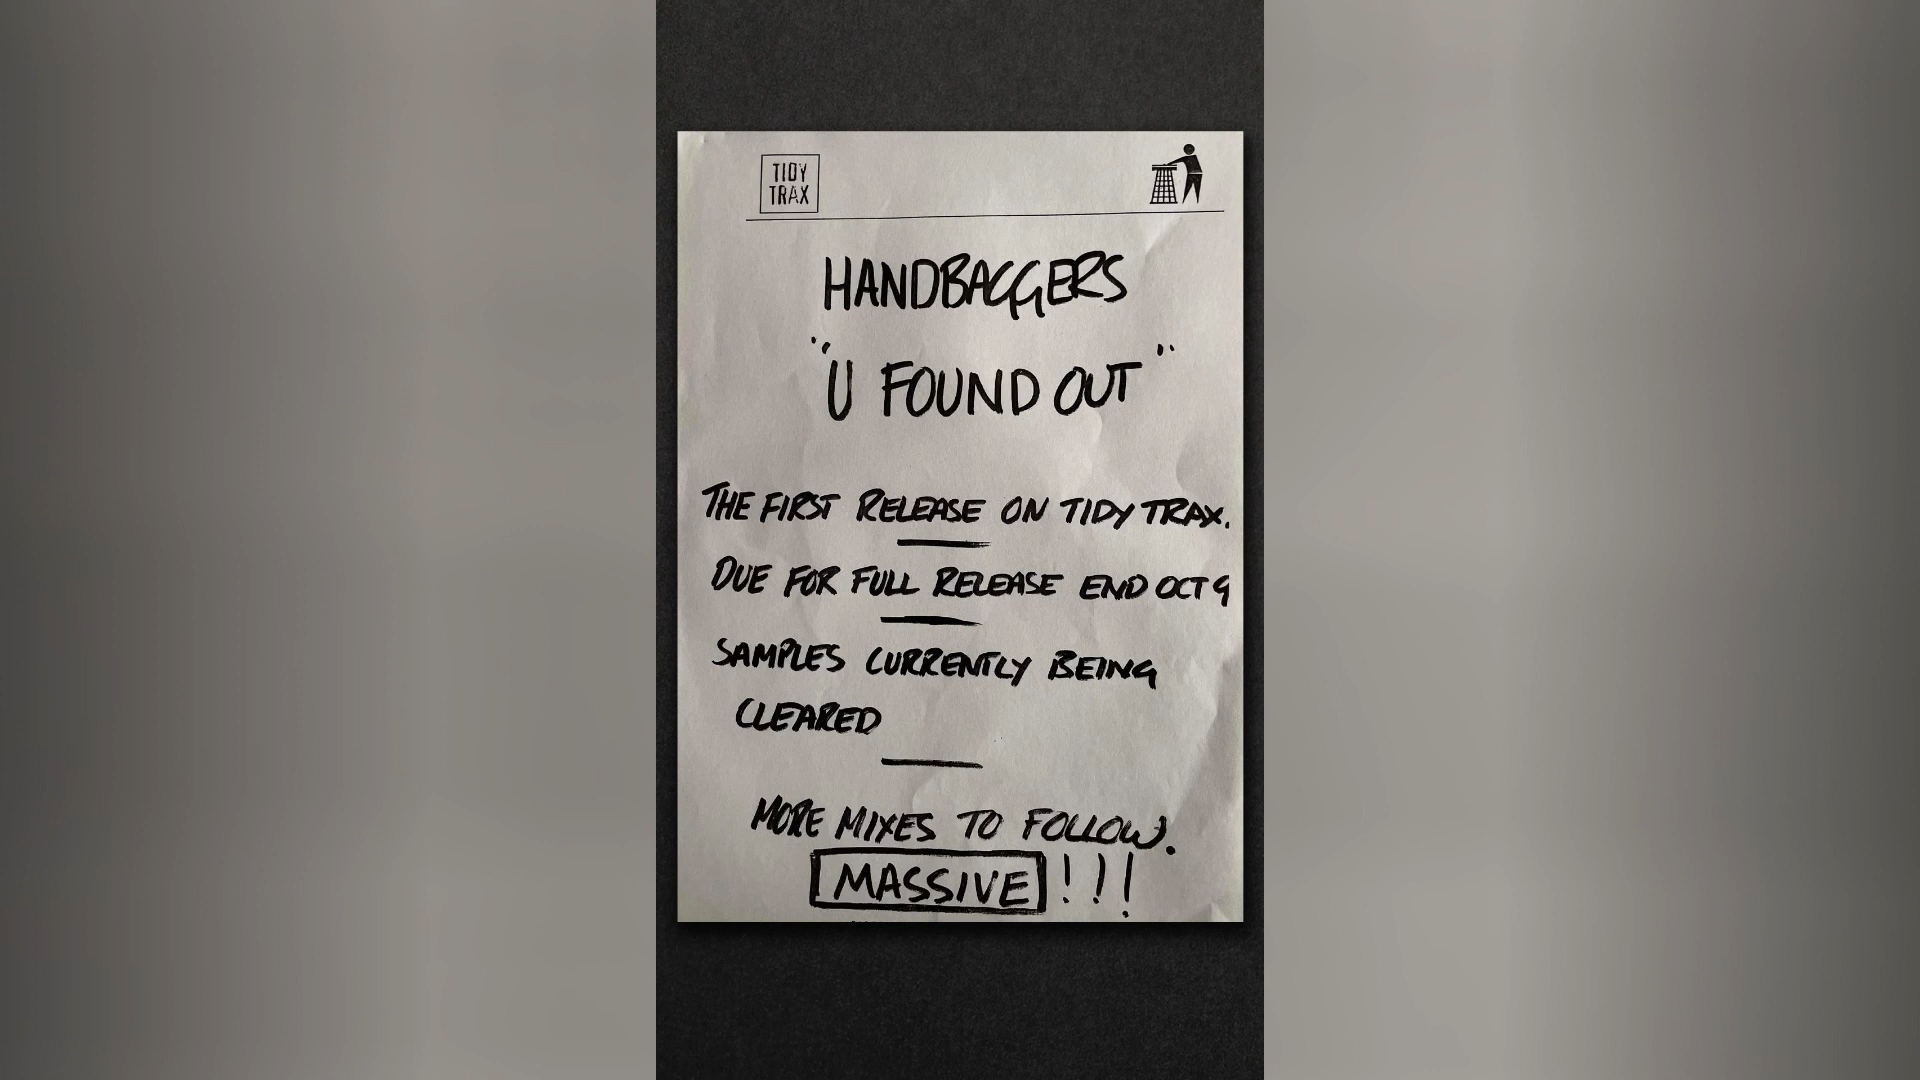 TIDY
TRAX
HANDBAGGERS
"U FOUND OUT"
THE FIRST RELEASE ON TIDY TRAX.
DUE FOR FULL RELEASE END OCT 9
SAMPLES CURRENTLY BEING
CLEARED
MORE MIXES TO FOLLOW.
MASSIVE!!!